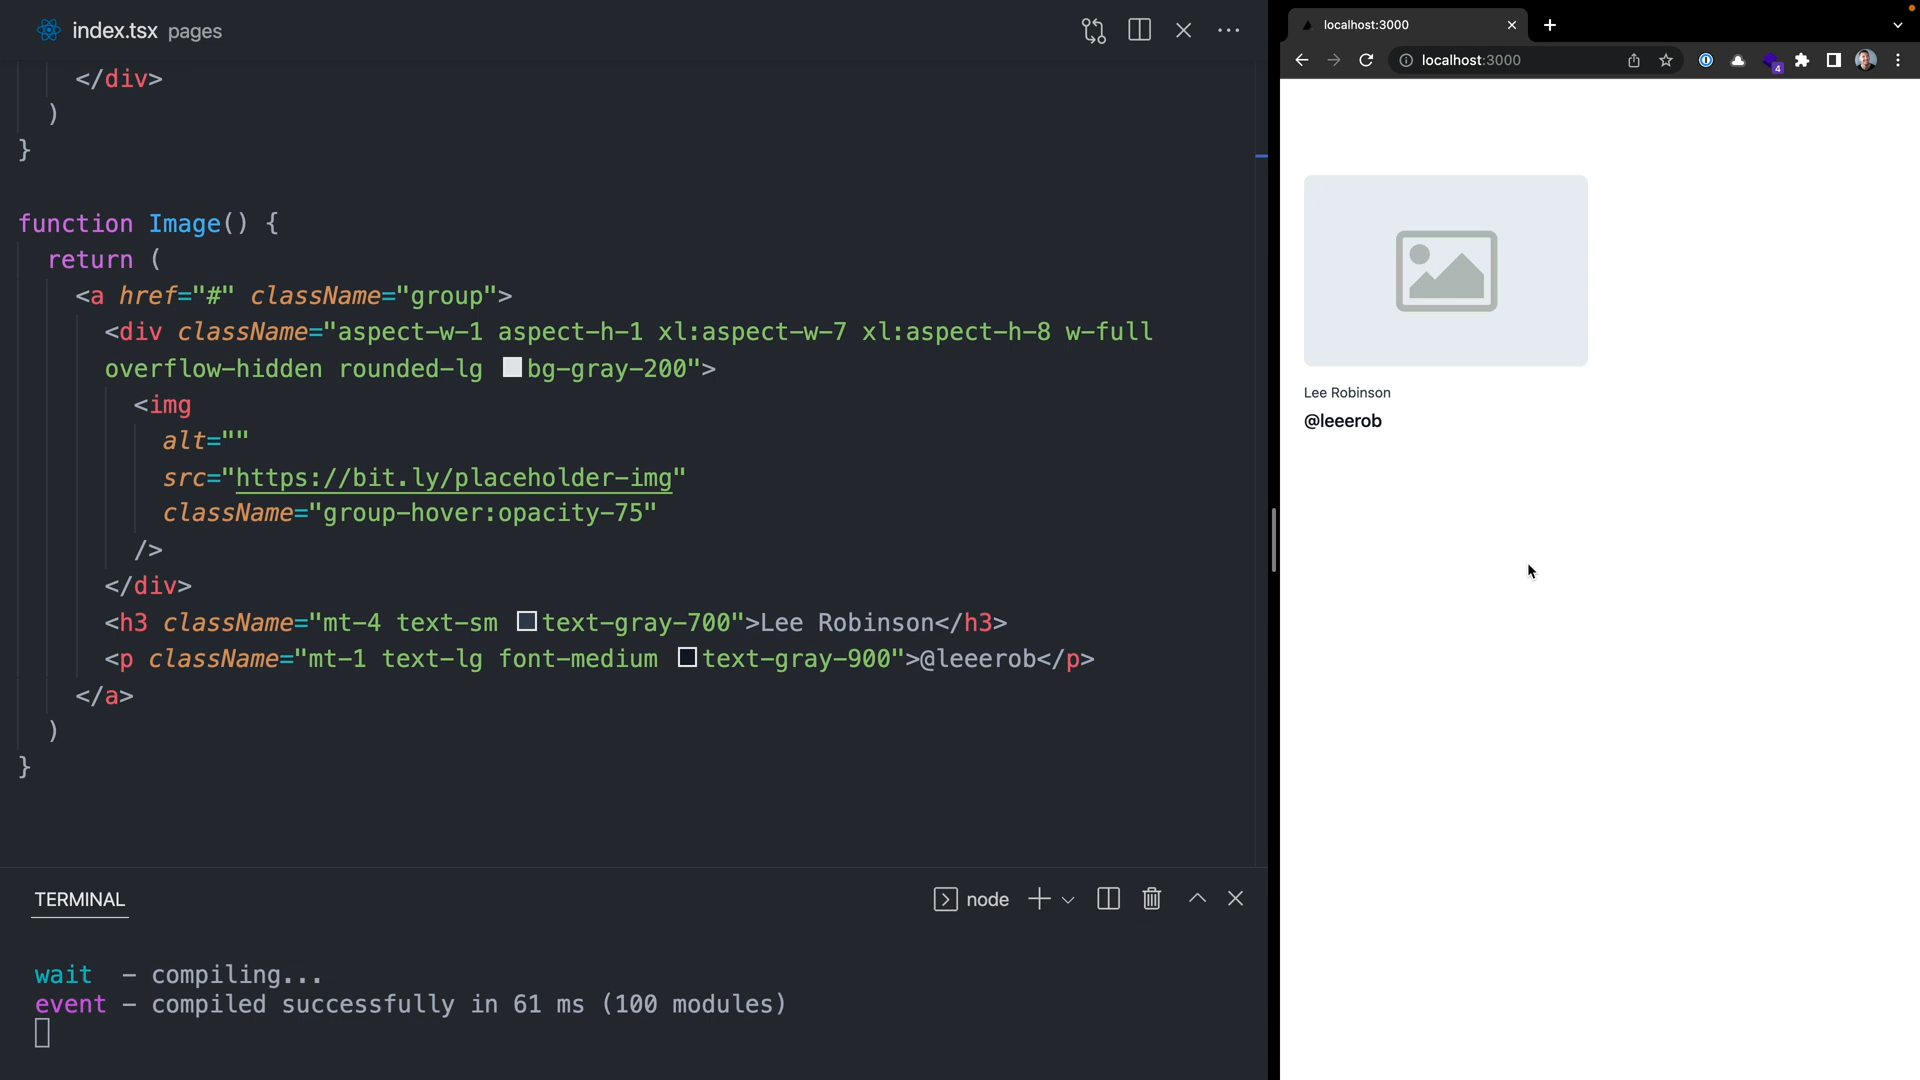 index.tsx pages
</div>
)
}
function Image() {
return (
<a href="#" className="group">
<div className="aspect-w-1 aspect-h-1 xl:aspect-w-7 xl:aspect-h-8 w-full
overflow-hidden rounded-lg bg-gray-200">
<img
alt=""
src="https://bit.ly/placeholder-img"
className="group-hover:opacity-75"
/>
</div>
<h3 className="mt-4 text-sm text-gray-700">Lee Robinson</h3>
<p className="mt-1 text-lg font-medium text-gray-900">@leeerob</p>
</a>
)
}
TERMINAL
node
wait – compiling...
event – compiled successfully in 61 ms (100 modules)
localhost:3000
localhost:3000
4
Lee Robinson
@leeerob